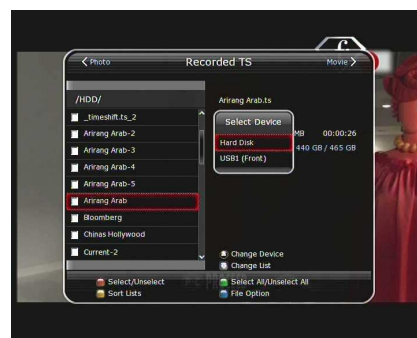 Photo
Recorded TS
Movie
/HDD/
Arirang Arab.ts
_timeshift.ts_2
Arirang Arab-2
Arirang Arab-3
Arirang Arab-4
Arirang Arab-5
Arirang Arab
Bloomberg
Chinas Hollywood
Current-2
Select Device
Hard Disk
USB1 (Front)
MB 00:00:26
440 GB / 465 GB
Change Device
Change List
Select/Unselect
Select All/Unselect All
Sort Lists
File Option